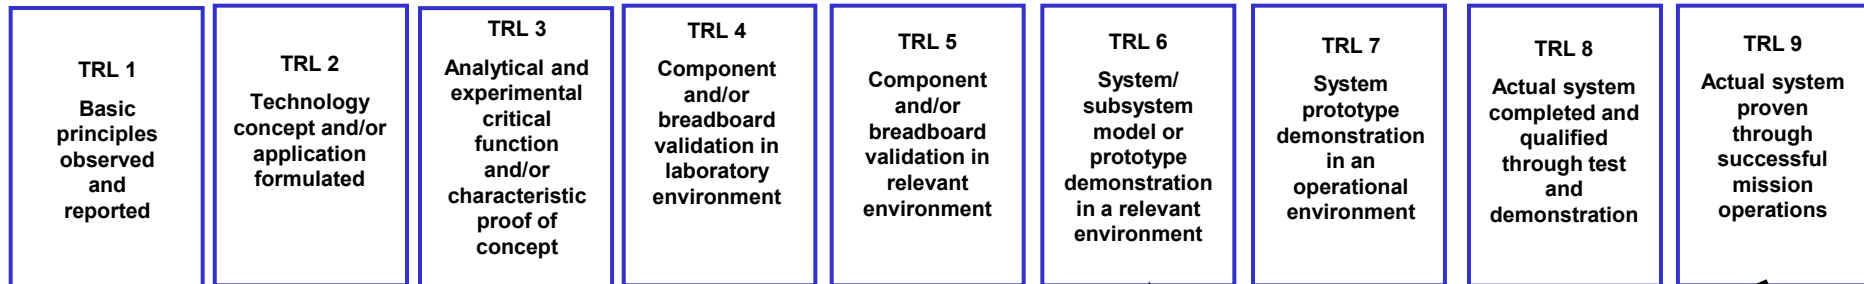 TRL 1
Basic
principles
observed
and
reported
TRL 2
Technology
concept and/or
application
formulated
TRL 3
Analytical and
experimental
critical
function
and/or
characteristic
proof of
concept
TRL 4
Component
and/or
breadboard
validation in
laboratory
environment
TRL 5
Component
and/or
breadboard
validation in
relevant
environment
TRL 6
System/
subsystem
model or
prototype
demonstration
in a relevant
environment
TRL 7
System
prototype
demonstration
in an
operational
environment
TRL 8
Actual system
completed and
qualified
through test
and
demonstration
TRL 9
Actual system
proven
through
successful
mission
operations